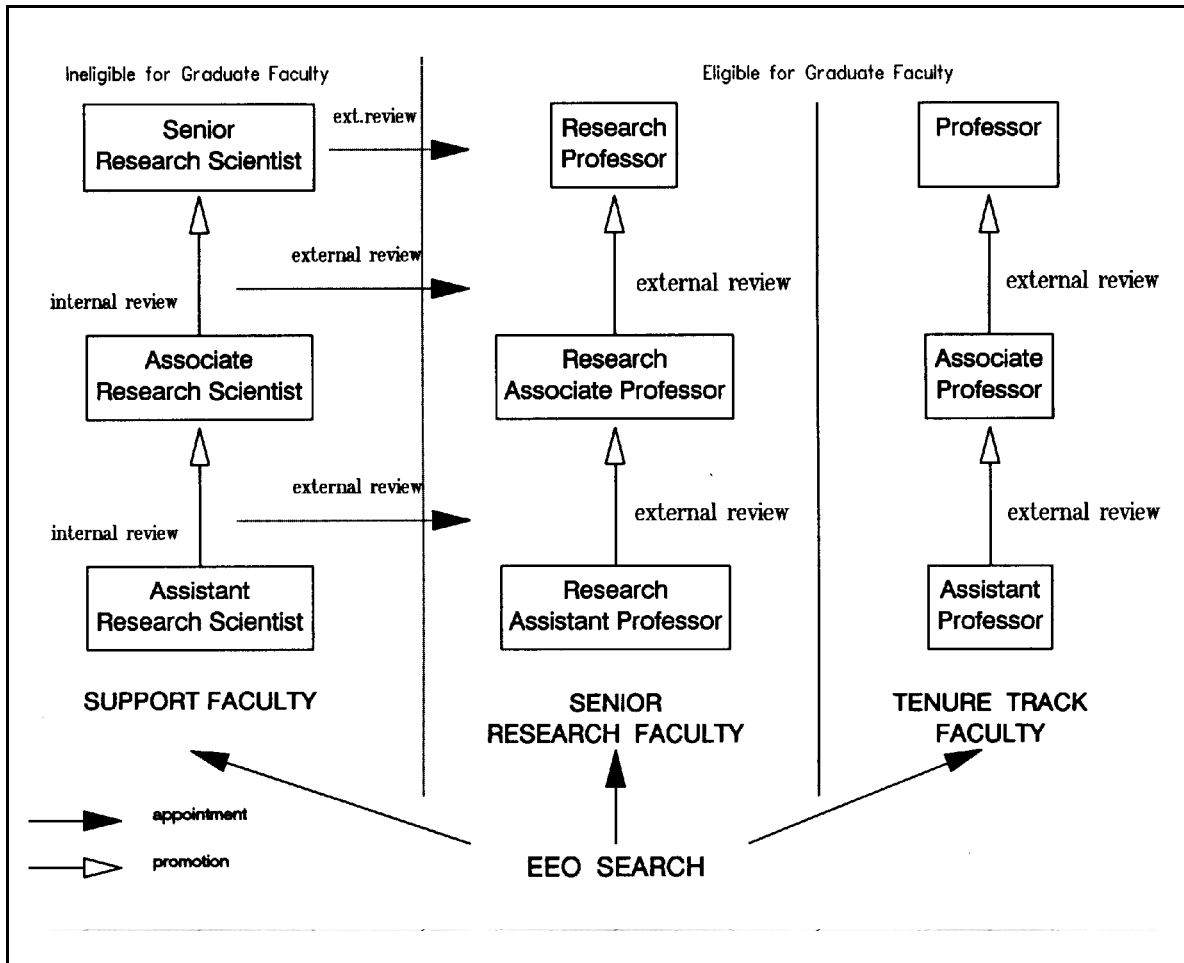 Ineligible for Graduate Faculty
Eligible for Graduate Faculty
Senior
Research Scientist
ext.review
Research
Professor
Professor
external review
internal review
external review
external review
Associate
Research Scientist
Research
Associate Professor
Associate
Professor
external review
internal review
external review
external review
Assistant
Research Scientist
Research
Assistant Professor
Assistant
Professor
SUPPORT FACULTY
SENIOR
RESEARCH FACULTY
TENURE TRACK
FACULTY
appointment
promotion
EEO SEARCH